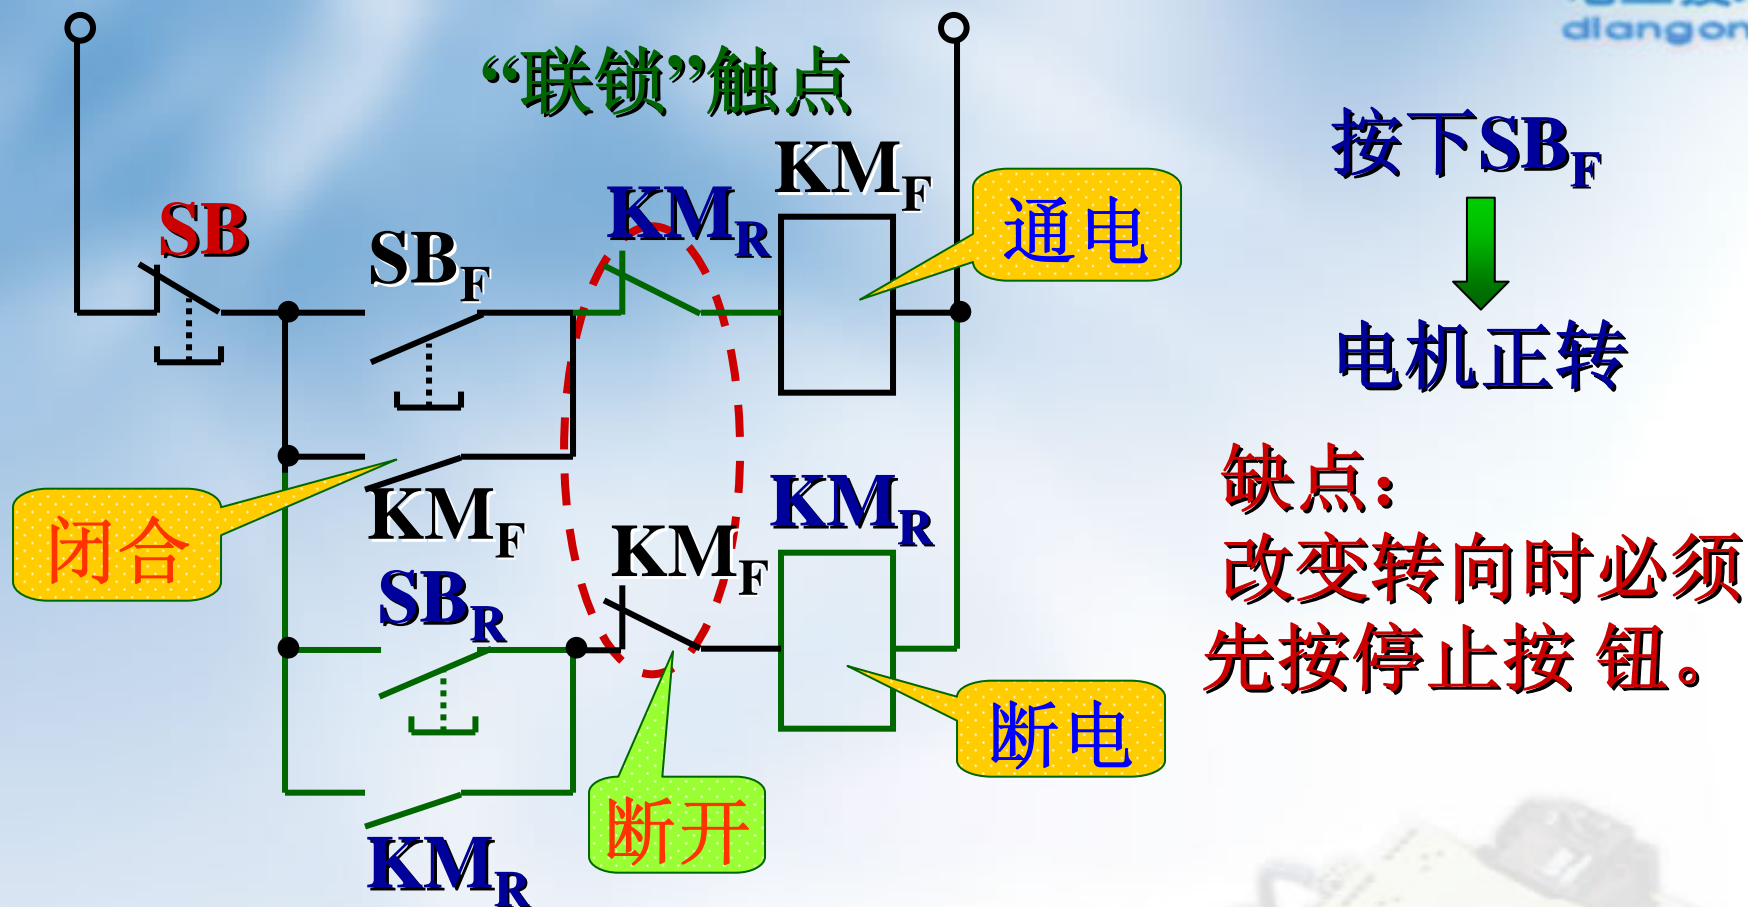 diangon
“联锁”触点
按下SBF
KMF
KMR
通电
SB
SBF
电机正转
缺点：
闭合
KMF
KMR
KMF
改变转向时必须
SBR
先按停止按 钮。
断电
断开
KMR